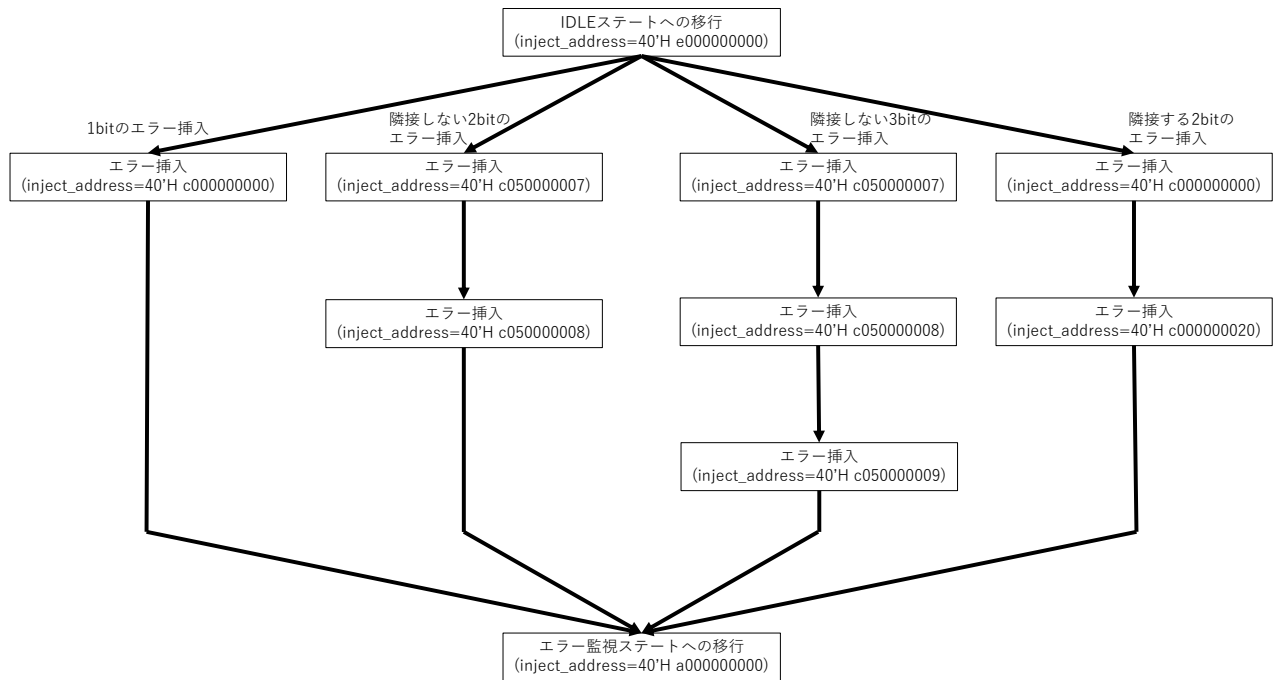 IDLEステートへの移行
(inject_address=40’H e000000000)
1bitのエラー挿入
隣接しない2bitの
エラー挿入
隣接しない3bitの
エラー挿入
隣接する2bitの
エラー挿入
エラー挿入
(inject_address=40’H c000000000)
エラー挿入
(inject_address=40’H c050000007)
エラー挿入
(inject_address=40’H c050000007)
エラー挿入
(inject_address=40’H c000000000)
エラー挿入
(inject_address=40’H c050000008)
エラー挿入
(inject_address=40’H c050000008)
エラー挿入
(inject_address=40’H c000000020)
エラー挿入
(inject_address=40’H c050000009)
エラー監視ステートへの移行
(inject_address=40’H a000000000)